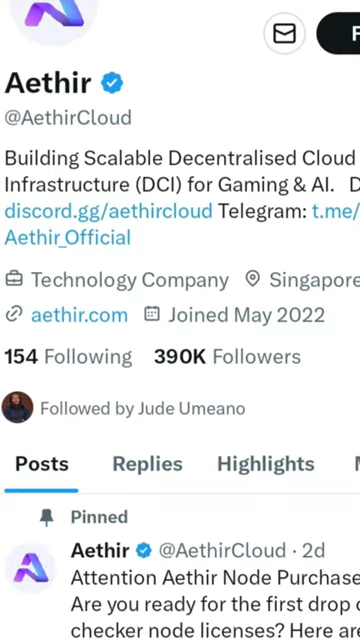 F
Aethir
@AethirCloud
Building Scalable Decentralised Cloud
Infrastructure (DCI) for Gaming & AI. D
discord.gg/aethircloud Telegram: t.me/
Aethir_Official
Technology Company Singapore
aethir.com Joined May 2022
154 Following 390K Followers
Followed by Jude Umeano
Posts Replies Highlights M
Pinned
Aethir @AethirCloud · 2d
Attention Aethir Node Purchase
Are you ready for the first drop o
checker node licenses? Here are